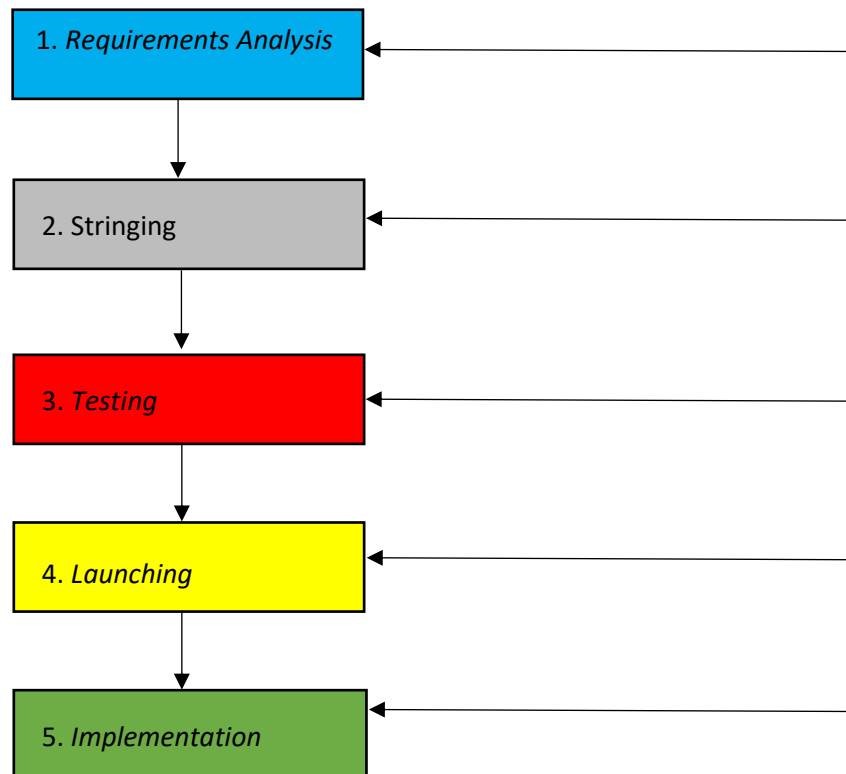 1. Requirements Analysis
2. Stringing
3. Testing
4. Launching
5. Implementation